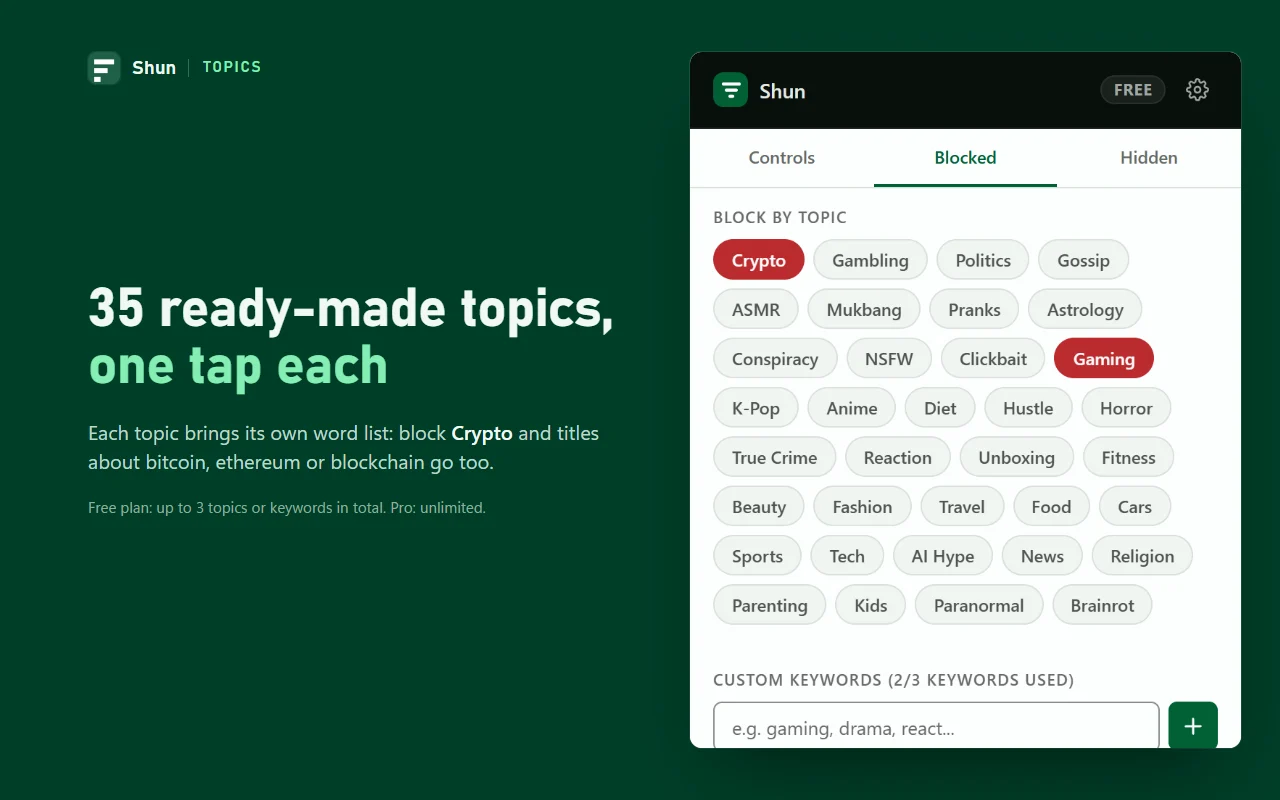 Shun | TOPICS
35 ready-made topics,
one tap each
Each topic brings its own word list: block Crypto and titles
about bitcoin, ethereum or blockchain go too.
Free plan: up to 3 topics or keywords in total. Pro: unlimited.
Shun FREE
Controls Blocked Hidden
BLOCK BY TOPIC
Crypto Gambling Politics Gossip
ASMR Mukbang Pranks Astrology
Conspiracy NSFW Clickbait Gaming
K-Pop Anime Diet Hustle Horror
True Crime Reaction Unboxing Fitness
Beauty Fashion Travel Food Cars
Sports Tech AI Hype News Religion
Parenting Kids Paranormal Brainrot
CUSTOM KEYWORDS (2/3 KEYWORDS USED)
e.g. gaming, drama, react... +